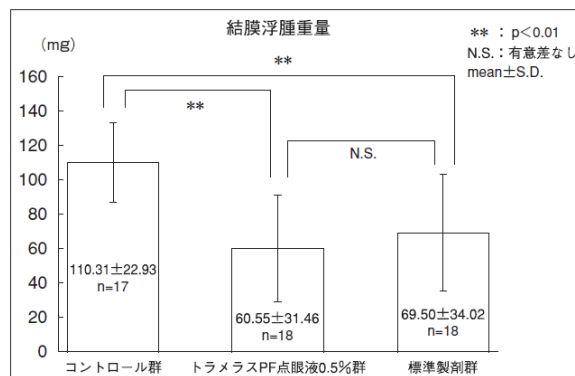 結膜浮腫重量
(mg)
** : p<0.01
N.S.:有意差なし
mean±S.D.
160
140
120
100
80
60
40
20
0
**
**
N.S.
110.31±22.93
n=17
60.55±31.46
n=18
69.50±34.02
n=18
コントロール群
トラメラスPF点眼液0.5%群
標準製剤群